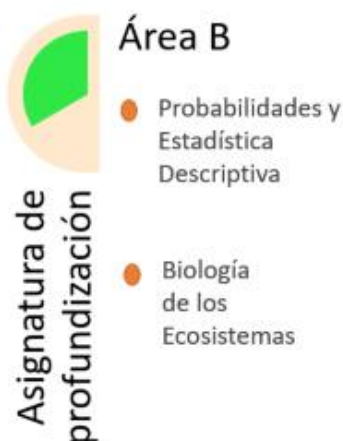 Área B
Probabilidades y
Estadística
Descriptiva
Biología
de los
Ecosistemas
Asignatura de
profundización